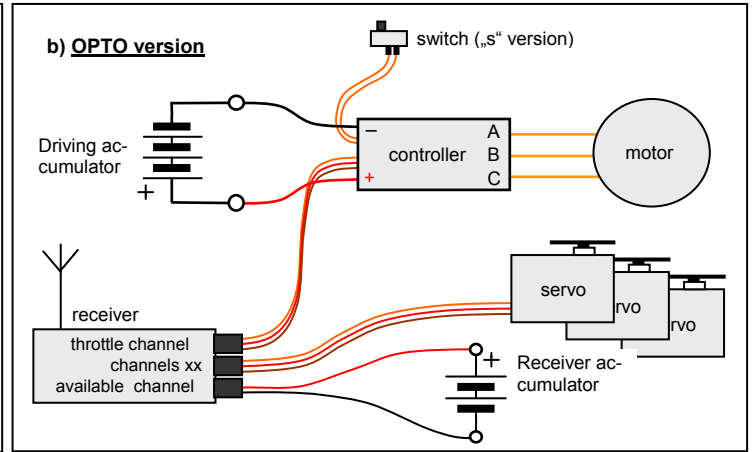 b) OPTO version
switch („s“ version)
Driving ac-
cumulator
+
−
+
controller
A
B
C
motor
receiver
throttle channel
channels xx
available channel
servo
rvo
rvo
+
Receiver ac-
cumulator